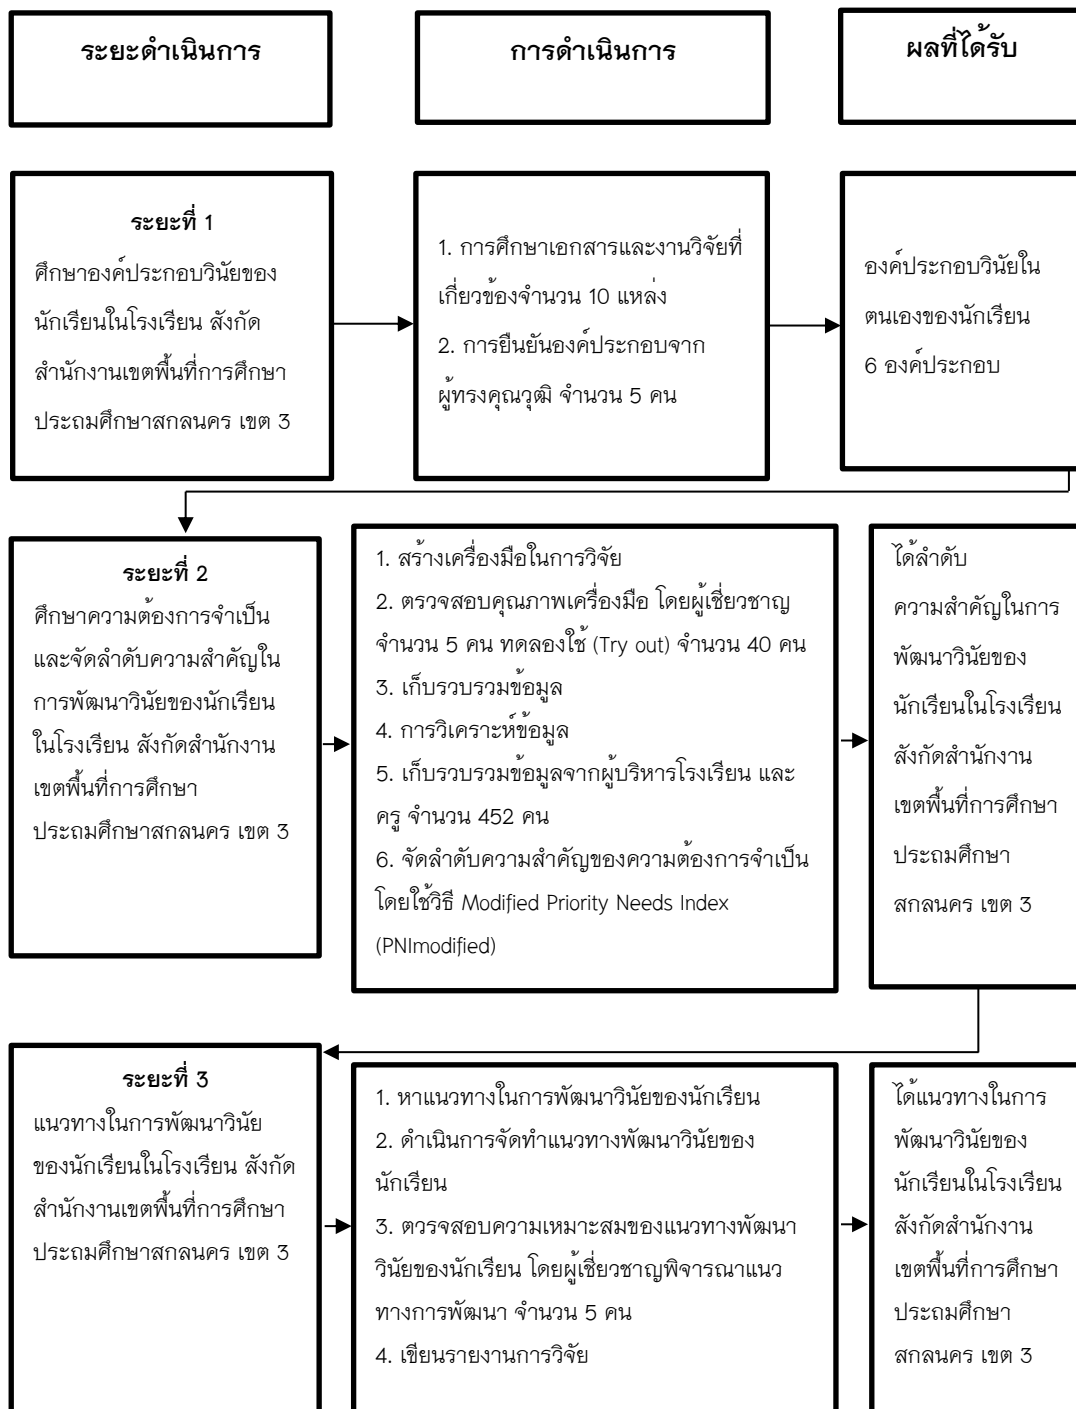 ระยะดำเนินการ
การดำเนินการ
ผลที่ได้รับ
ระยะที่ 1
ศึกษาองค์ประกอบวินัยของ
นักเรียนในโรงเรียน สังกัด
สำนักงานเขตพื้นที่การศึกษา
ประถมศึกษาสกลนคร เขต 3
1. การศึกษาเอกสารและงานวิจัยที่
เกี่ยวข้องจำนวน 10 แหล่ง
2. การยืนยันองค์ประกอบจาก
ผู้ทรงคุณวุฒิ จำนวน 5 คน
องค์ประกอบวินัยใน
ตนเองของนักเรียน
6 องค์ประกอบ
ระยะที่ 2
ศึกษาความต้องการจำเป็น
และจัดลำดับความสำคัญใน
การพัฒนาวินัยของนักเรียน
ในโรงเรียน สังกัดสำนักงาน
เขตพื้นที่การศึกษา
ประถมศึกษาสกลนคร เขต 3
1. สร้างเครื่องมือในการวิจัย
2. ตรวจสอบคุณภาพเครื่องมือ โดยผู้เชี่ยวชาญ
จำนวน 5 คน ทดลองใช้ (Try out) จำนวน 40 คน
3. เก็บรวบรวมข้อมูล
4. การวิเคราะห์ข้อมูล
5. เก็บรวบรวมข้อมูลจากผู้บริหารโรงเรียน และ
ครู จำนวน 452 คน
6. จัดลำดับความสำคัญของความต้องการจำเป็น
โดยใช้วิธี Modified Priority Needs Index
(PNImodified)
ได้ลำดับ
ความสำคัญในการ
พัฒนาวินัยของ
นักเรียนในโรงเรียน
สังกัดสำนักงาน
เขตพื้นที่การศึกษา
ประถมศึกษา
สกลนคร เขต 3
ระยะที่ 3
แนวทางในการพัฒนาวินัย
ของนักเรียนในโรงเรียน สังกัด
สำนักงานเขตพื้นที่การศึกษา
ประถมศึกษาสกลนคร เขต 3
1. หาแนวทางในการพัฒนาวินัยของนักเรียน
2. ดำเนินการจัดทำแนวทางพัฒนาวินัยของ
นักเรียน
3. ตวรจสอบความเหมาะสมของแนวทางพัฒนา
วินัยของนักเรียน โดยผู้เชี่ยวชาญพิจารณาแนว
ทางการพัฒนา จำนวน 5 คน
4. เขียนรายงานการวิจัย
ได้แนวทางในการ
พัฒนาวินัยของ
นักเรียนในโรงเรียน
สังกัดสำนักงาน
เขตพื้นที่การศึกษา
ประถมศึกษา
สกลนคร เขต 3